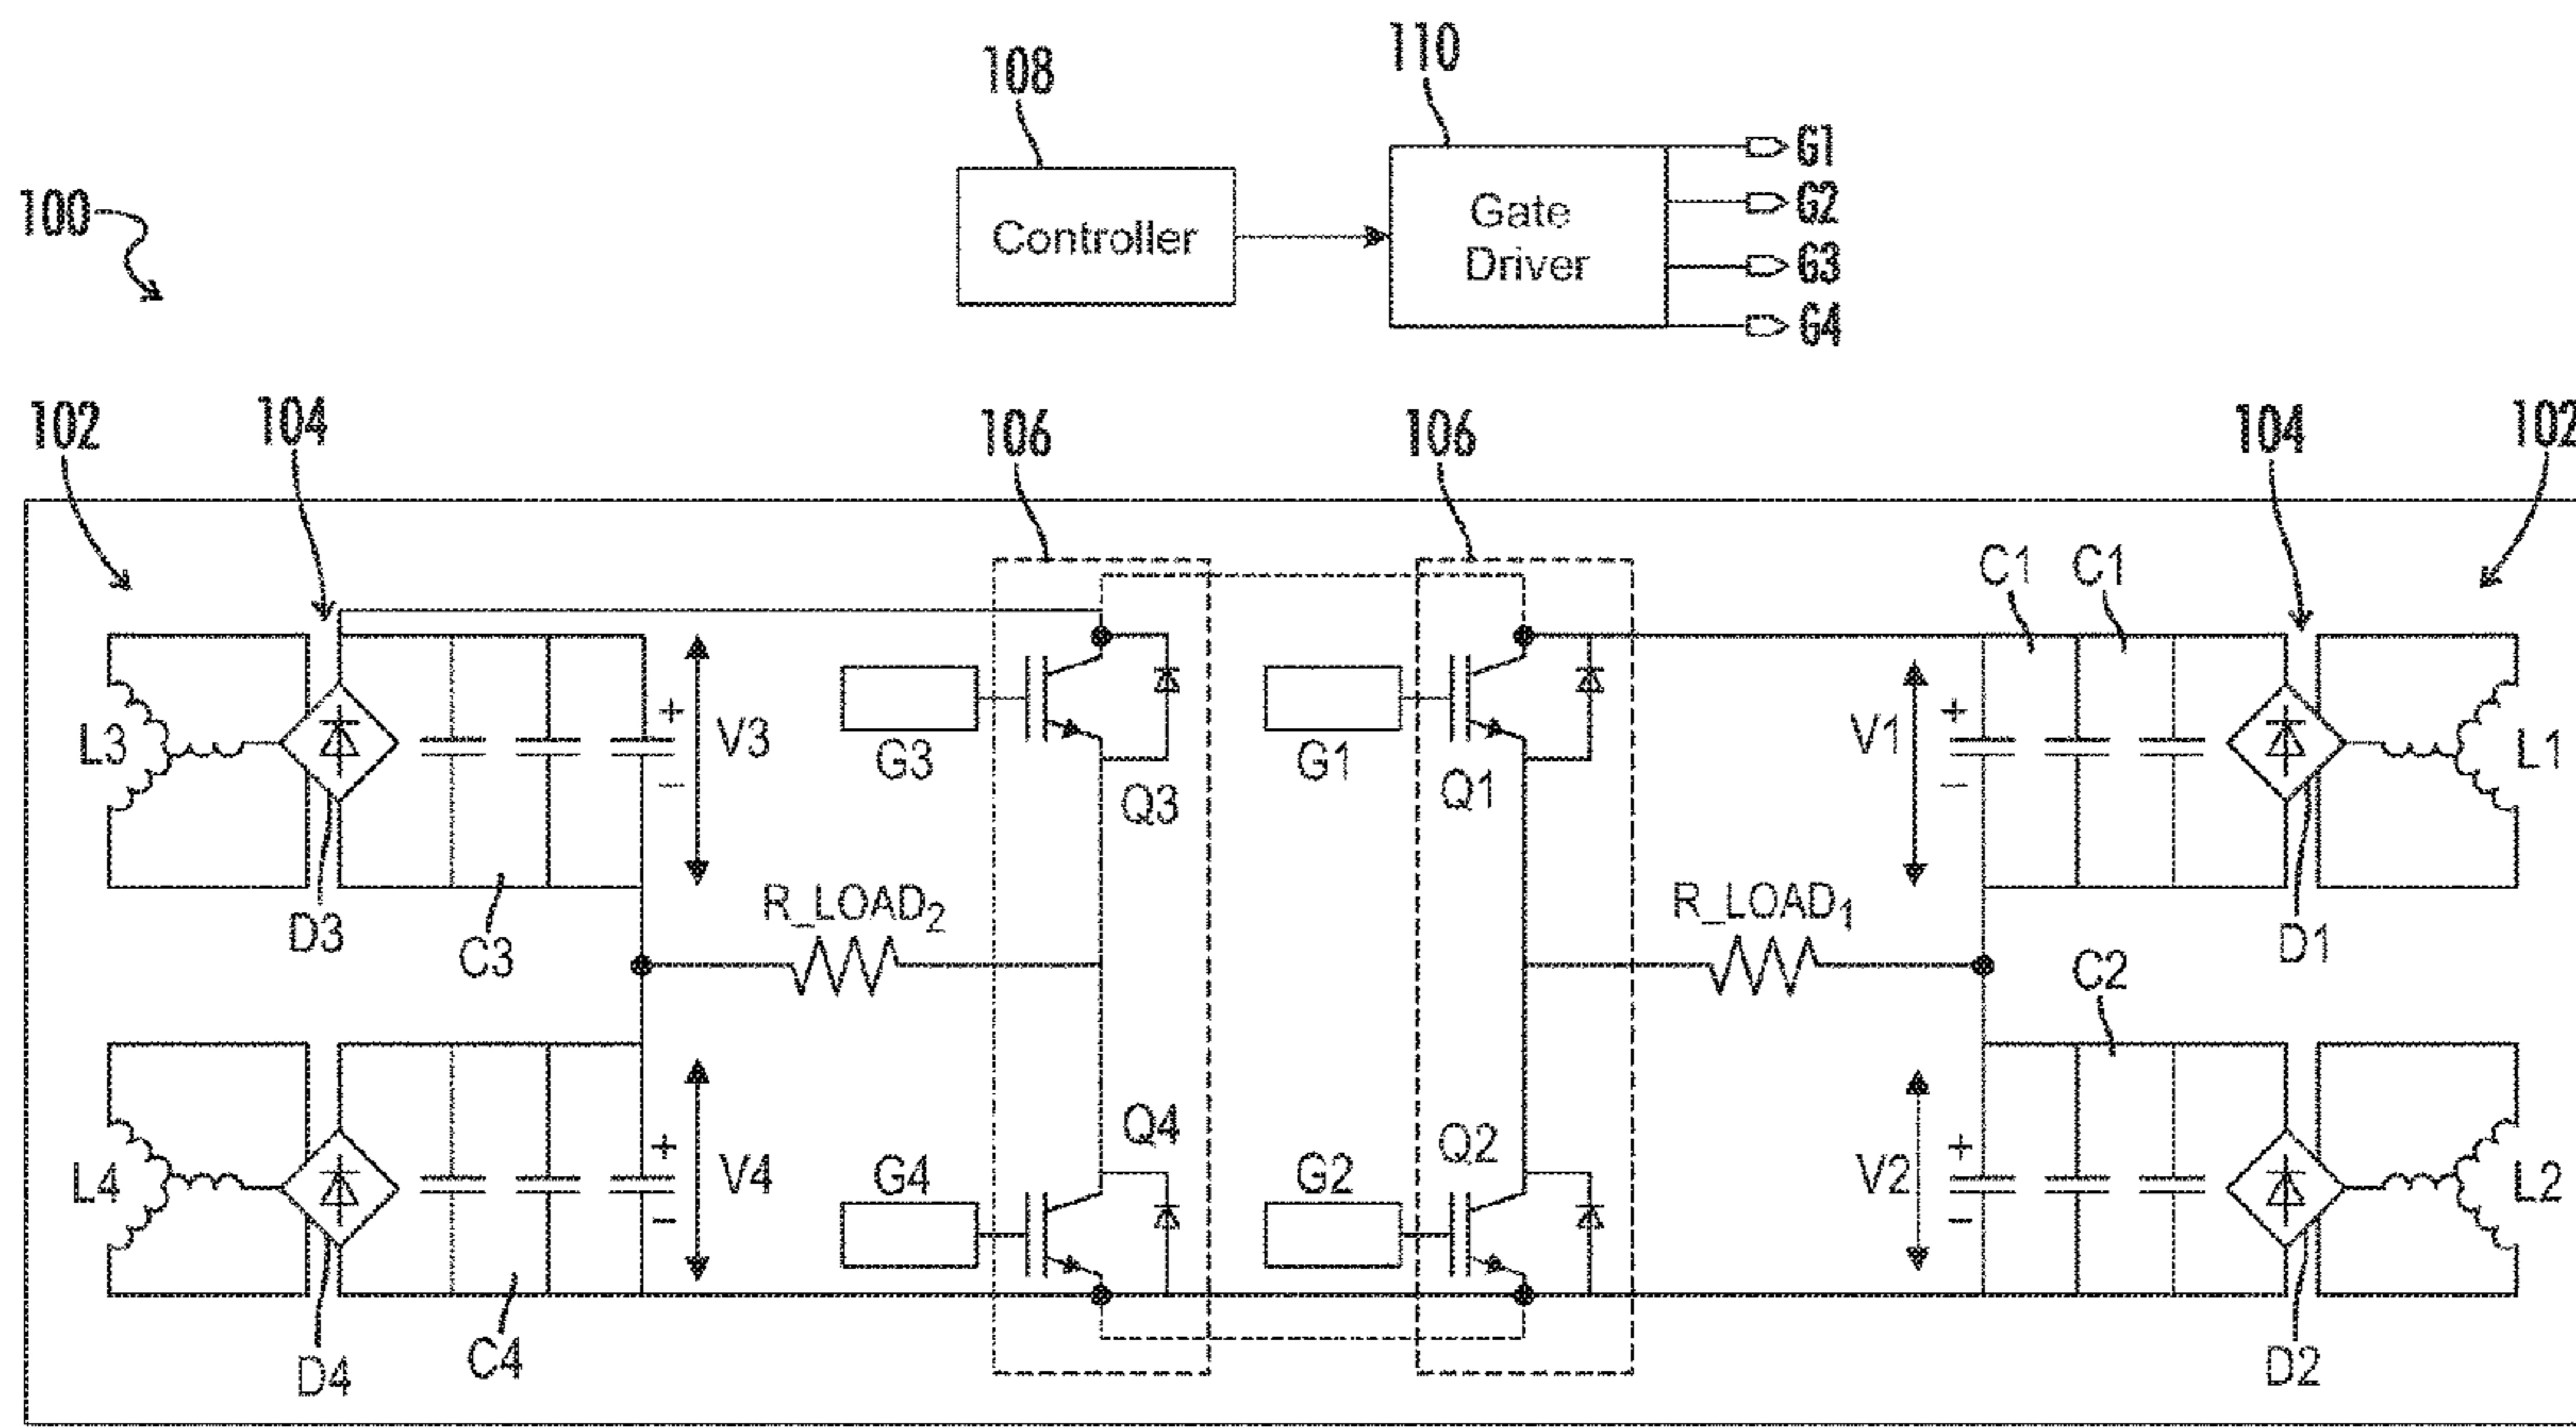 108
110
100
Controller
Gate
Driver
G1
G2
G3
G4
102
104
106
106
104
102
C1
C1
L3
V3
G3
G1
V1
L1
+
−
+
−
Q3
Q1
D3
C3
R_LOAD2
R_LOAD1
D1
C2
Q4
Q2
L4
V4
G4
G2
V2
L2
+
−
+
−
D4
C4
D2